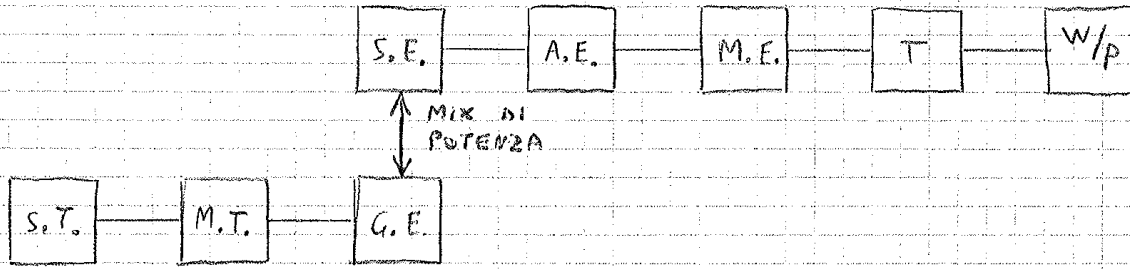 S.E.
A.E.
M.E.
T
W/p
MIX DI
POTENZA
S.T.
M.T.
G.E.